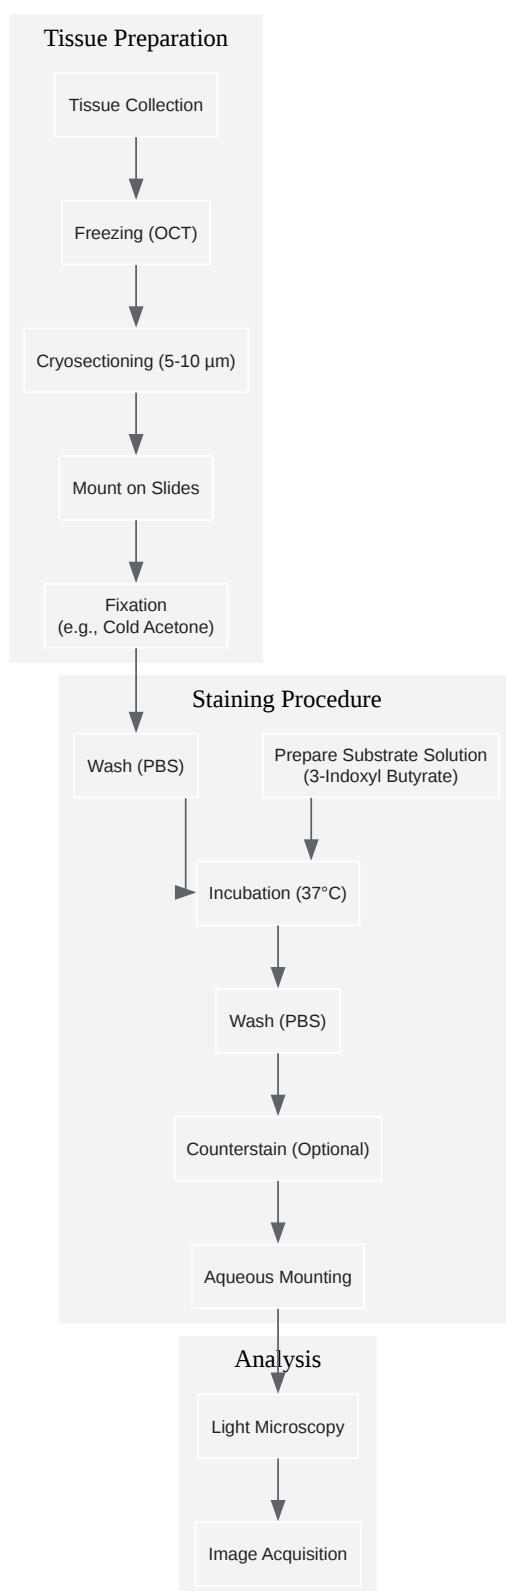 Tissue Preparation
Tissue Collection
Freezing (OCT)
Cryosectioning (5-10 µm)
Mount on Slides
Fixation
(e.g., Cold Acetone)
Staining Procedure
Wash (PBS)
Prepare Substrate Solution
(3-Indoxyl Butyrate)
Incubation (37°C)
Wash (PBS)
Counterstain (Optional)
Aqueous Mounting
Analysis
Light Microscopy
Image Acquisition